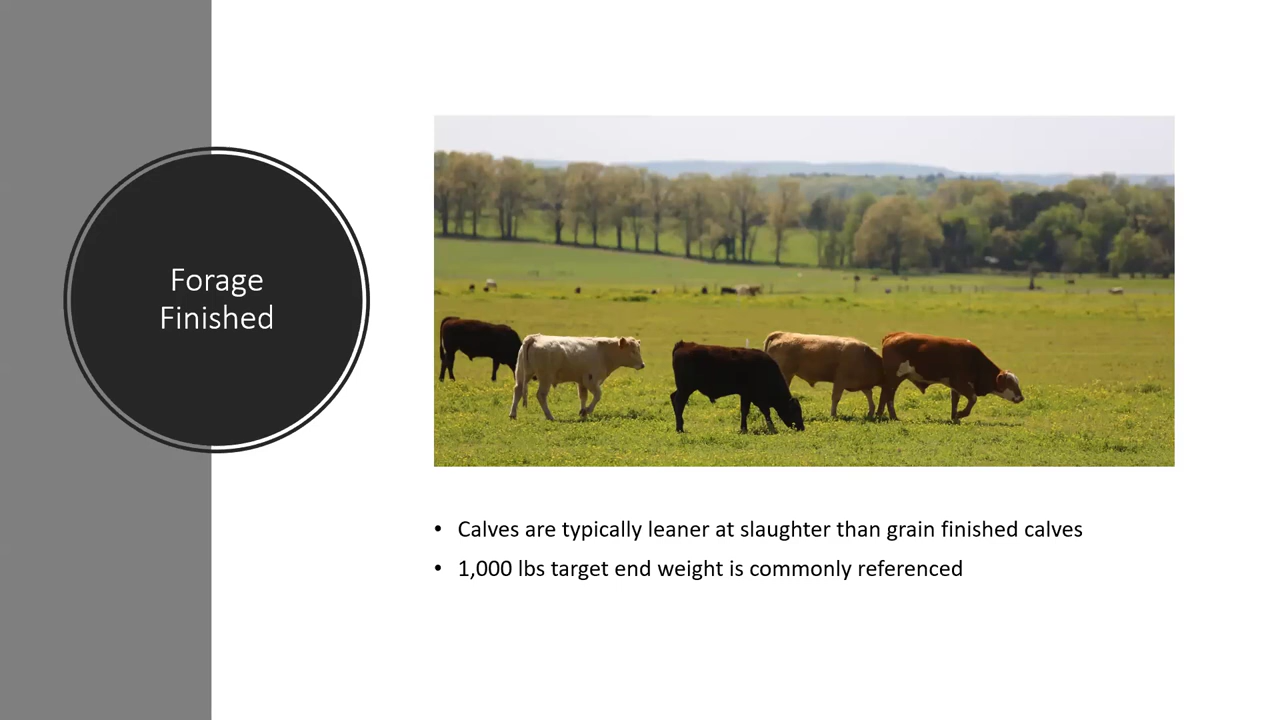 Forage
Finished
• Calves are typically leaner at slaughter than grain finished calves
• 1,000 lbs target end weight is commonly referenced